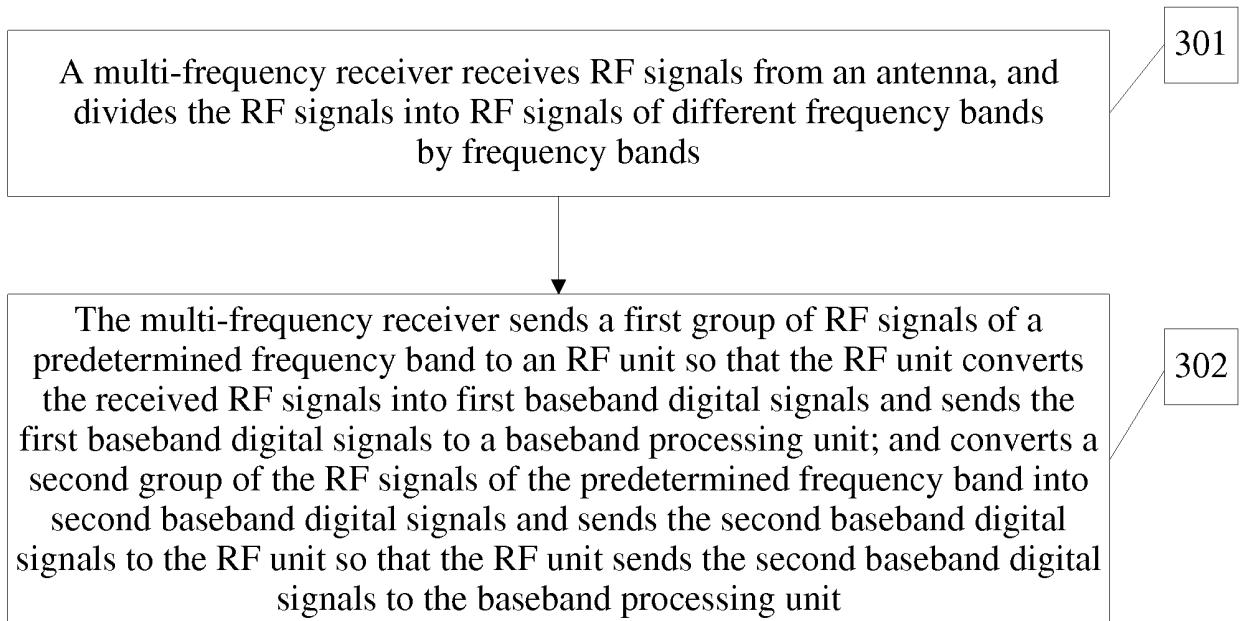 301
A multi-frequency receiver receives RF signals from an antenna, and
divides the RF signals into RF signals of different frequency bands
by frequency bands
302
The multi-frequency receiver sends a first group of RF signals of a
predetermined frequency band to an RF unit so that the RF unit converts
the received RF signals into first baseband digital signals and sends the
first baseband digital signals to a baseband processing unit; and converts a
second group of the RF signals of the predetermined frequency band into
second baseband digital signals and sends the second baseband digital
signals to the RF unit so that the RF unit sends the second baseband digital
signals to the baseband processing unit